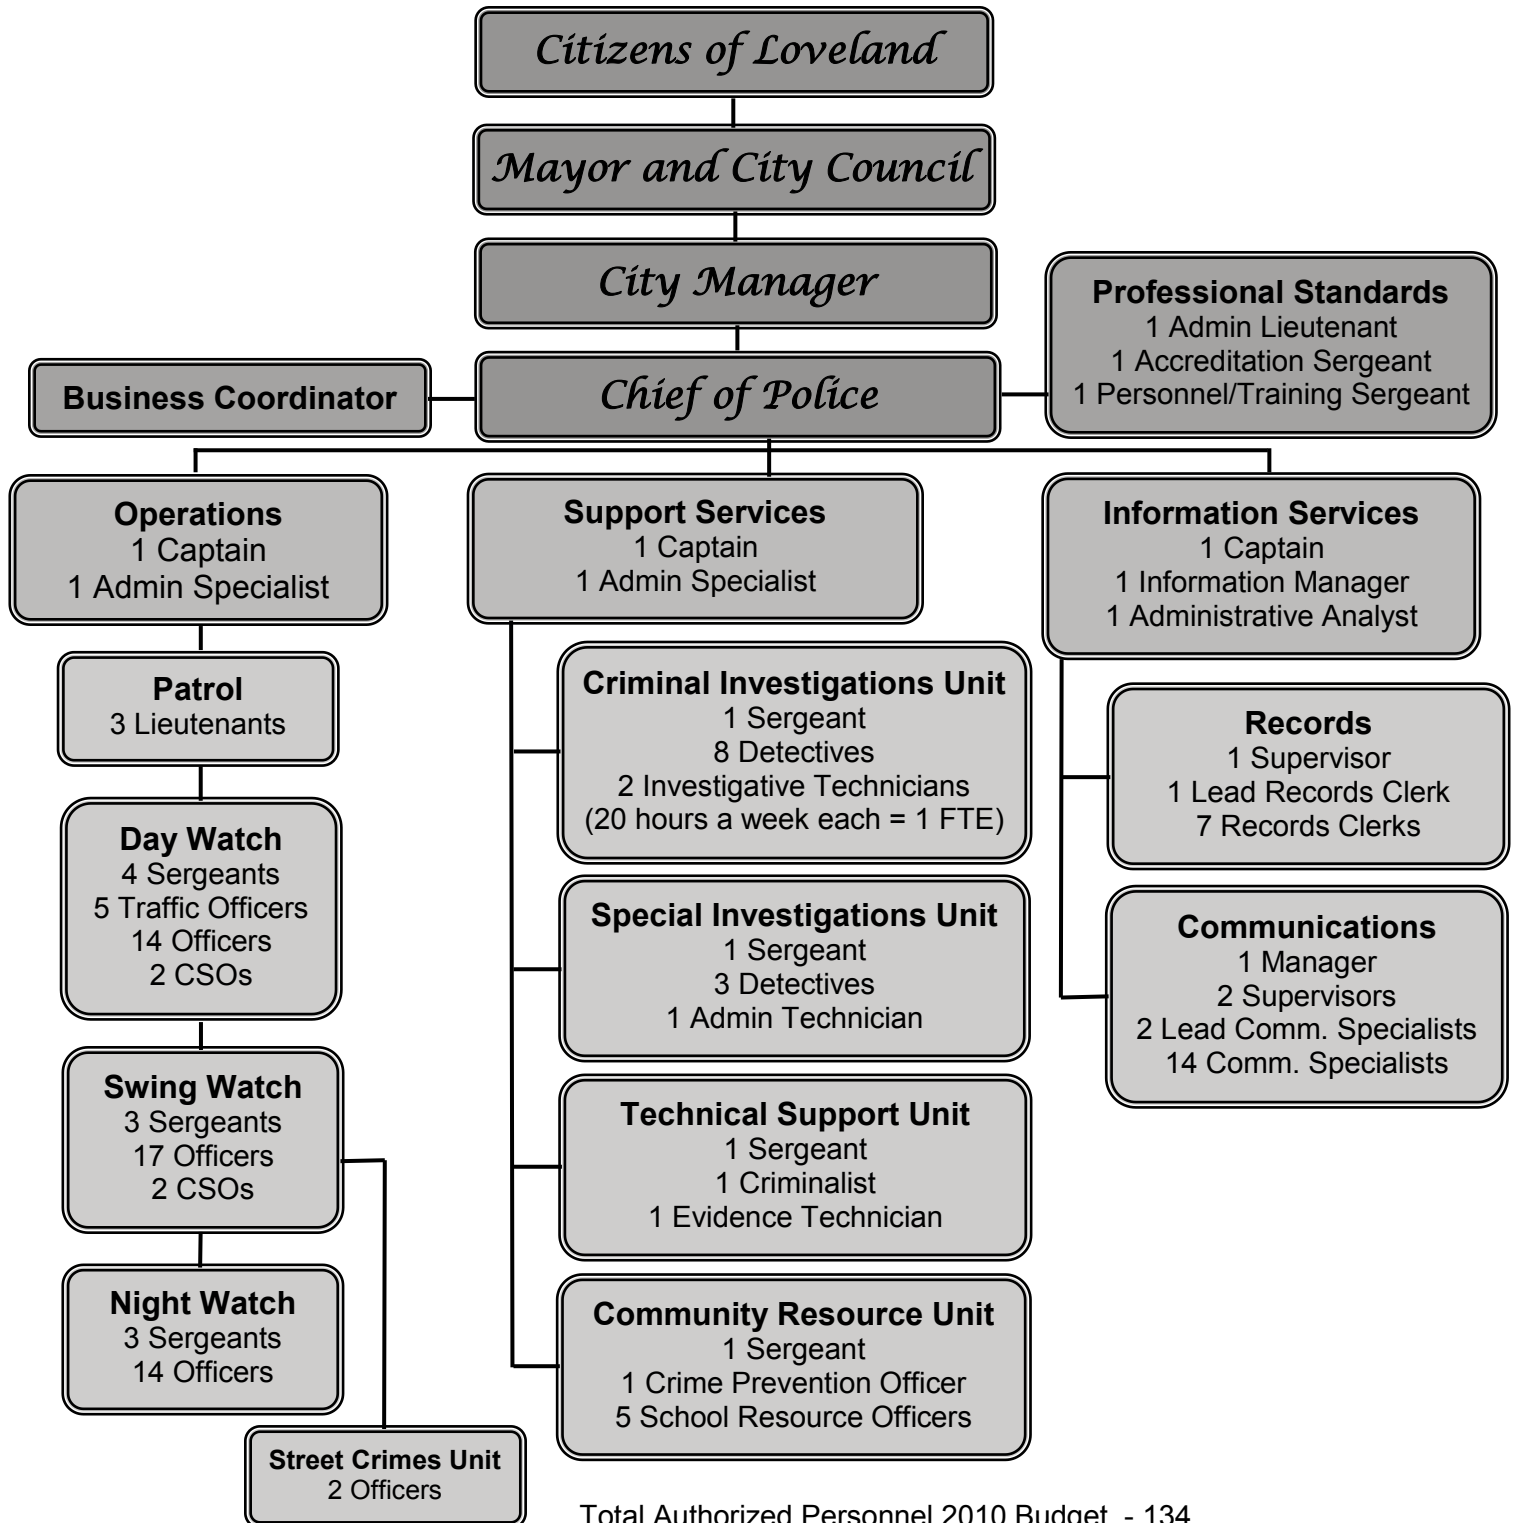 Citizens of Loveland
Mayor and City Council
City Manager
Professional Standards
1 Admin Lieutenant
1 Accreditation Sergeant
1 Personnel/Training Sergeant
Business Coordinator
Chief of Police
Operations
1 Captain
1 Admin Specialist
Patrol
3 Lieutenants
Day Watch
4 Sergeants
5 Traffic Officers
14 Officers
2 CSOs
Swing Watch
3 Sergeants
17 Officers
2 CSOs
Night Watch
3 Sergeants
14 Officers
Street Crimes Unit
2 Officers
Support Services
1 Captain
1 Admin Specialist
Criminal Investigations Unit
1 Sergeant
8 Detectives
2 Investigative Technicians
(20 hours a week each = 1 FTE)
Special Investigations Unit
1 Sergeant
3 Detectives
1 Admin Technician
Technical Support Unit
1 Sergeant
1 Criminalist
1 Evidence Technician
Community Resource Unit
1 Sergeant
1 Crime Prevention Officer
5 School Resource Officers
Information Services
1 Captain
1 Information Manager
1 Administrative Analyst
Records
1 Supervisor
1 Lead Records Clerk
7 Records Clerks
Communications
1 Manager
2 Supervisors
2 Lead Comm. Specialists
14 Comm. Specialists
Total Authorized Personnel 2010 Budget - 134